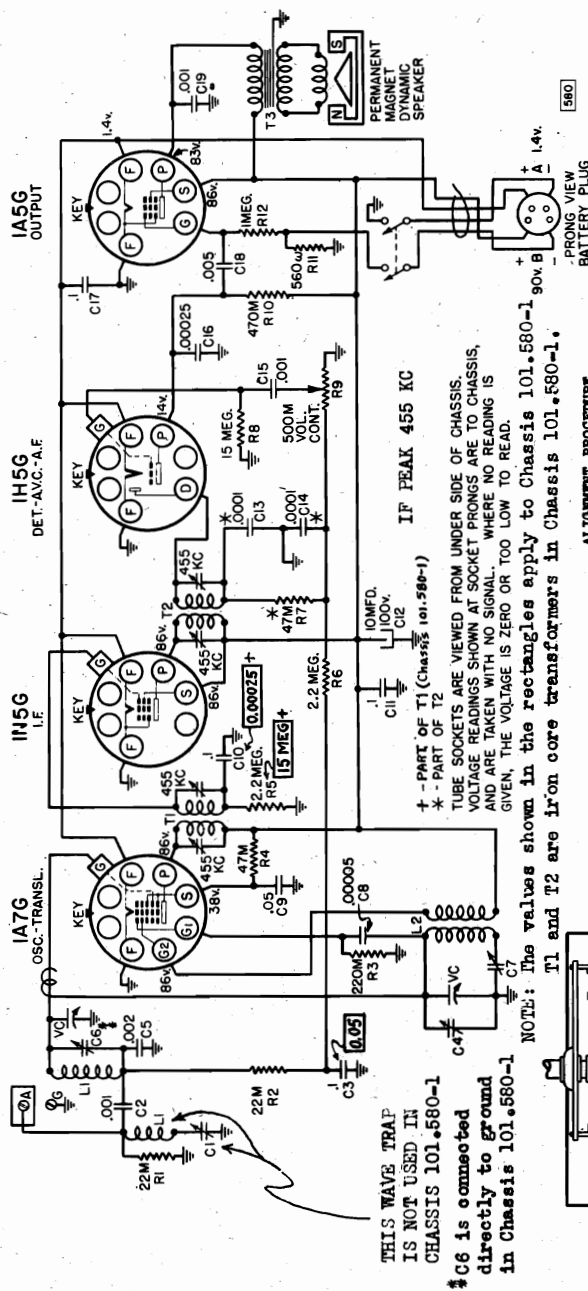 1A7G
OSC.-TRANSL.
KEY
F
F
G2
G1
S
P
G
86v.
38v.
86v.
1N5G
I.F.
KEY
F
F
G
86v.
86v.
1H5G
DET.-A.V.C.-A.F.
KEY
F
F
G
P
D
14v.
1A5G
OUTPUT
KEY
F
F
G
S
P
1.4v.
83v.
86v.
ØA
ØG
L1
VC
C6
#
.002
C5
.001
C2
L1
22M
R1
C1
22M
R2
.1
C3
0.05
220M
R3
.00005
C8
L2
VC
C4
C7
455
KC
T1
455
KC
47M
R4
.05
C9
.1
C10
0.00025+
2.2 MEG.
R5
15 MEG+
T2
455
KC
455
KC
*
47M
R7
*
.0001
C13
.0001
C14
*
2.2 MEG.
R6
10MFD.
100v.
C12
.1
C11
15 MEG.
R8
C15
.001
500M
VOL.
CONT.
R9
.00025
C16
470M
R10
.005
C18
1MEG.
R12
560ω
R11
.1
C17
.001
C19
T3
N
S
PERMANENT
MAGNET
DYNAMIC
SPEAKER
+
90v. B
-
+
A 1.4v.
-
PRONG VIEW
BATTERY PLUG
580
IF PEAK 455 KC
+ - PART OF T1 (Chassis 101.580-1)
* - PART OF T2
TUBE SOCKETS ARE VIEWED FROM UNDER SIDE OF CHASSIS.
VOLTAGE READINGS SHOWN AT SOCKET PRONGS ARE TO CHASSIS,
AND ARE TAKEN WITH NO SIGNAL. WHERE NO READING IS
GIVEN, THE VOLTAGE IS ZERO OR TOO LOW TO READ.
NOTE: The values shown in the rectangles apply to Chassis 101.580-1
T1 and T2 are iron core transformers in Chassis 101.580-1.
THIS WAVE TRAP
IS NOT USED IN
CHASSIS 101.580-1
#C6 is connected
directly to ground
in Chassis 101.580-1
ALIGNMENT PROCEDURE